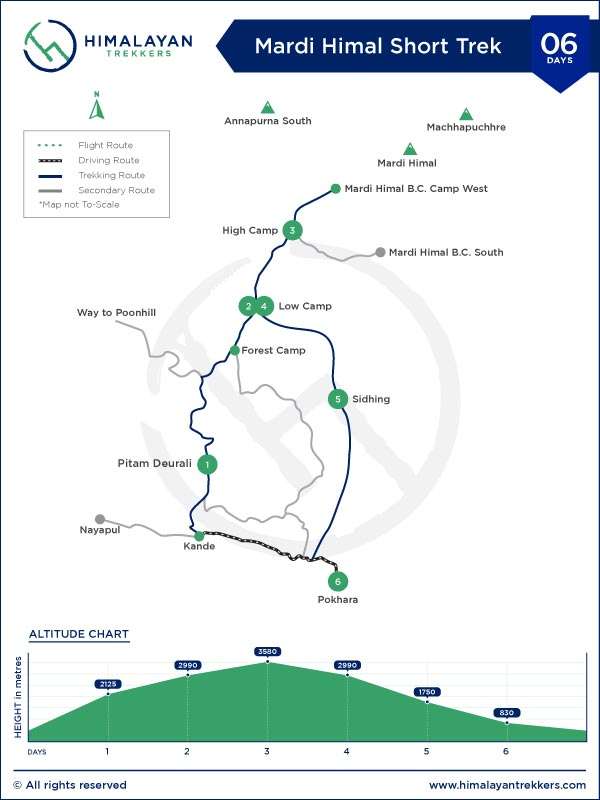 HIMALAYAN
TREKKERS
Mardi Himal Short Trek
06
DAYS
N
Annapurna South
Machhapuchhre
Mardi Himal
Flight Route
Driving Route
Trekking Route
Secondary Route
*Map not To-Scale
Mardi Himal B.C. Camp West
High Camp
3
Mardi Himal B.C. South
2
4
Low Camp
Way to Poonhill
Forest Camp
5
Sidhing
Pitam Deurali
1
Nayapul
Kande
6
Pokhara
ALTITUDE CHART
HEIGHT in metres
2125
2990
3580
2990
1750
830
DAYS
1
2
3
4
5
6
© All rights reserved
www.himalayantrekkers.com